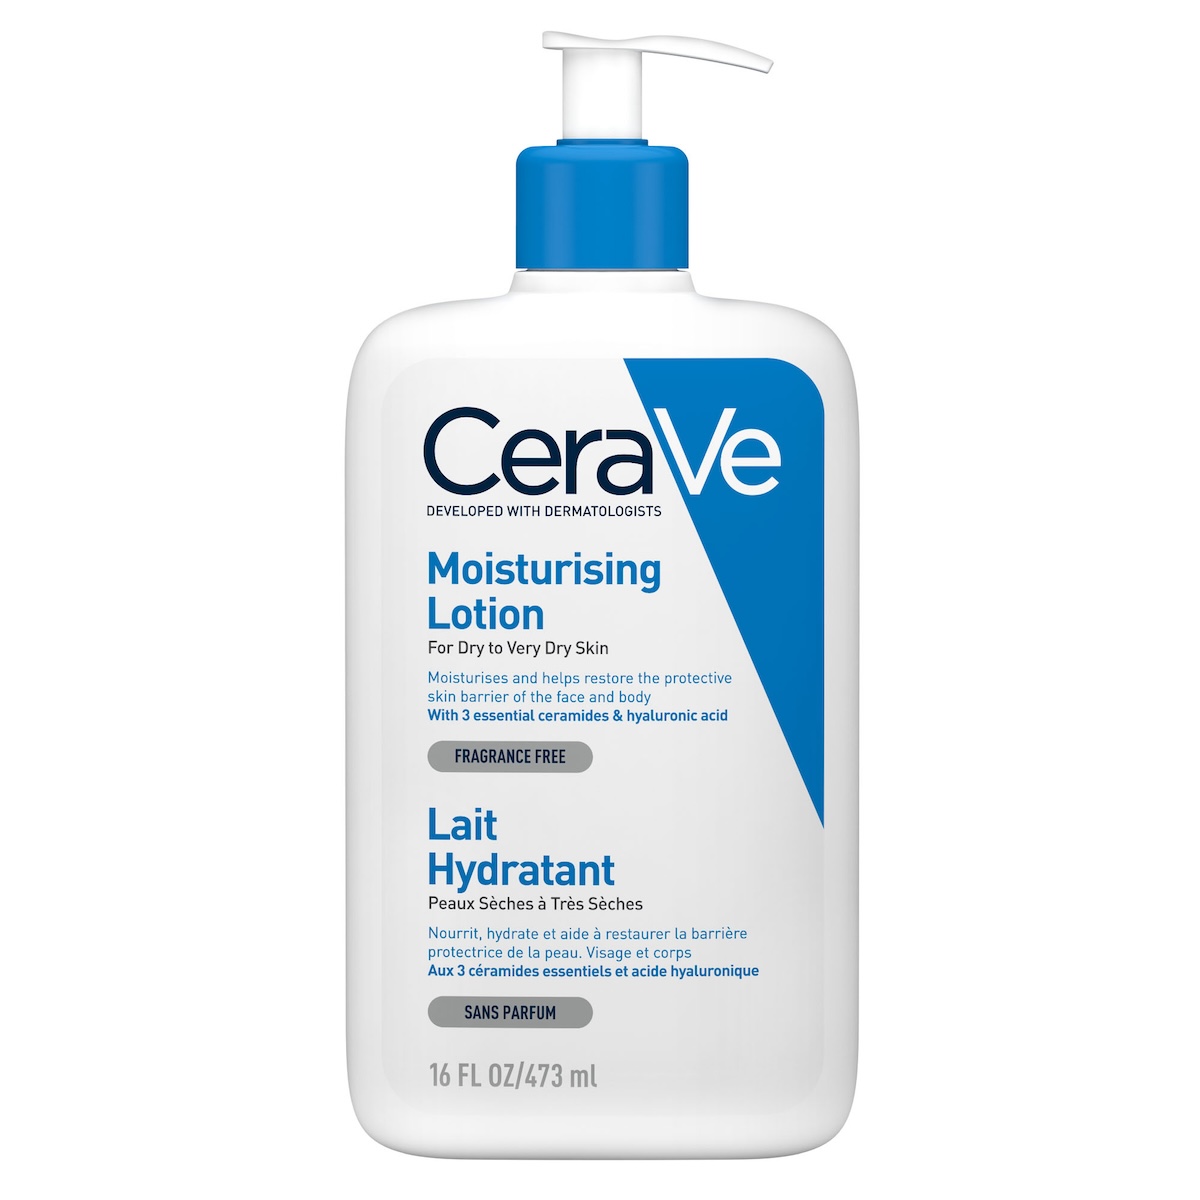 CeraVe
DEVELOPED WITH DERMATOLOGISTS
Moisturising
Lotion
For Dry to Very Dry Skin
Moisturises and helps restore the protective
skin barrier of the face and body
With 3 essential ceramides & hyaluronic acid
FRAGRANCE FREE
Lait
Hydratant
Peaux Sèches à Très Sèches
Nourrit, hydrate et aide à restaurer la barrière
protectrice de la peau. Visage et corps
Aux 3 céramides essentiels et acide hyaluronique
SANS PARFUM
16 FL OZ/473 ml